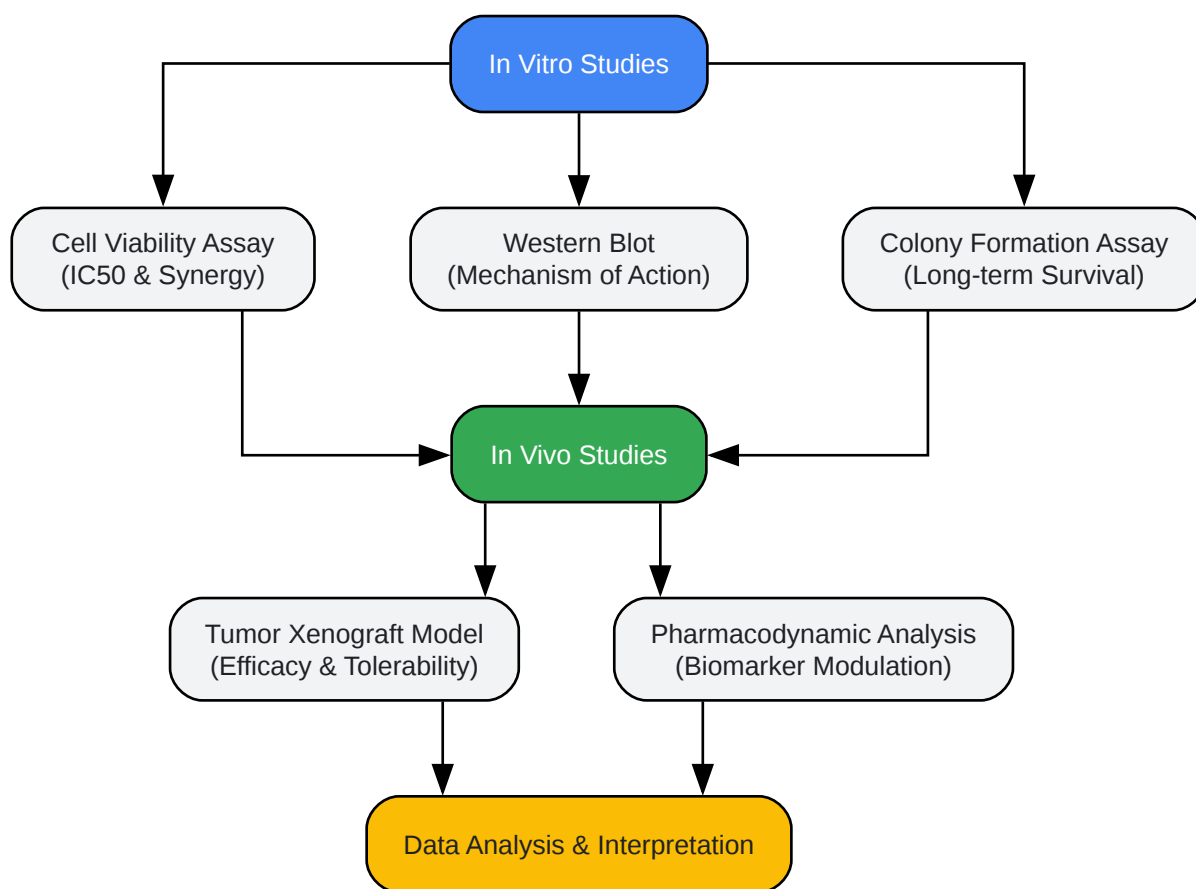 In Vitro Studies
Cell Viability Assay
(IC50 & Synergy)
Western Blot
(Mechanism of Action)
Colony Formation Assay
(Long-term Survival)
In Vivo Studies
Tumor Xenograft Model
(Efficacy & Tolerability)
Pharmacodynamic Analysis
(Biomarker Modulation)
Data Analysis & Interpretation